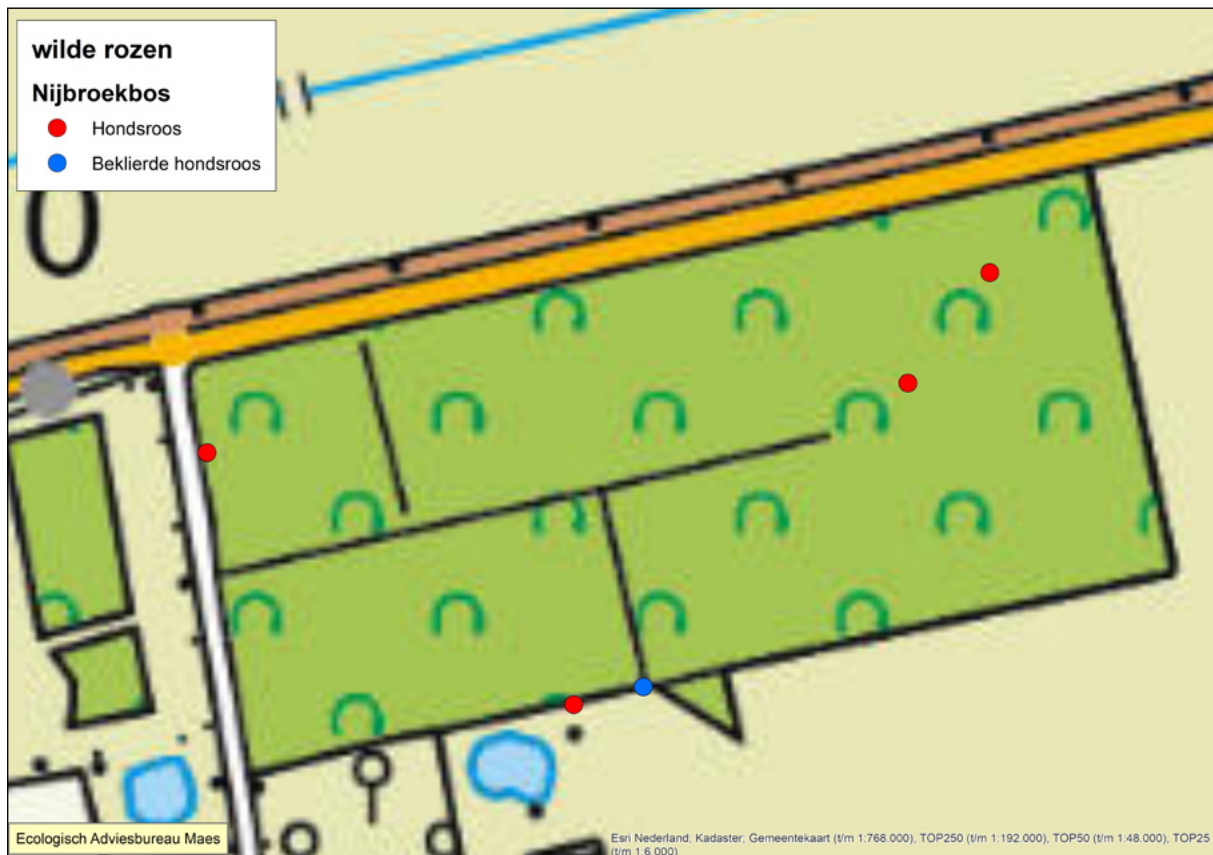 wilde rozen
Nijbroekbos
Hondsroos
Beklierde hondsroos
0
Ecologisch Adviesbureau Maes
Esri Nederland; Kadaster; Gemeentekaart (t/m 1:768.000), TOP250 (t/m 1:192.000), TOP50 (t/m 1:48.000), TOP25
(t/m 1:6.000)